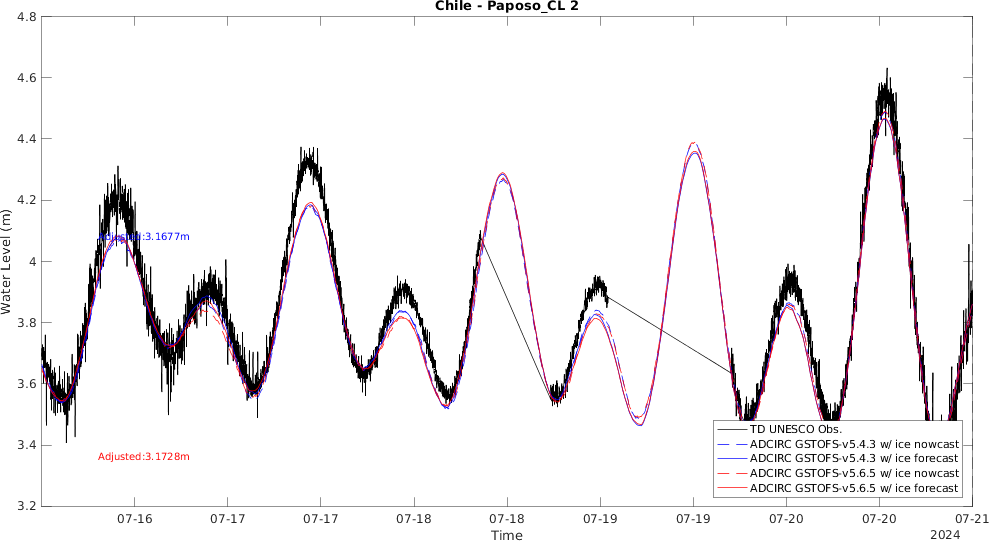 Chile - Paposo_CL 2
4.8
4.6
4.4
4.2
4
3.8
3.6
3.4
3.2
Water Level (m)
Adjusted:3.1677m
Adjusted:3.1728m
TD UNESCO Obs.
ADCIRC GSTOFS-v5.4.3 w/ ice nowcast
ADCIRC GSTOFS-v5.4.3 w/ ice forecast
ADCIRC GSTOFS-v5.6.5 w/ ice nowcast
ADCIRC GSTOFS-v5.6.5 w/ ice forecast
07-16 07-17 07-17 07-18 07-18 07-19 07-19 07-20 07-20 07-21
Time
2024